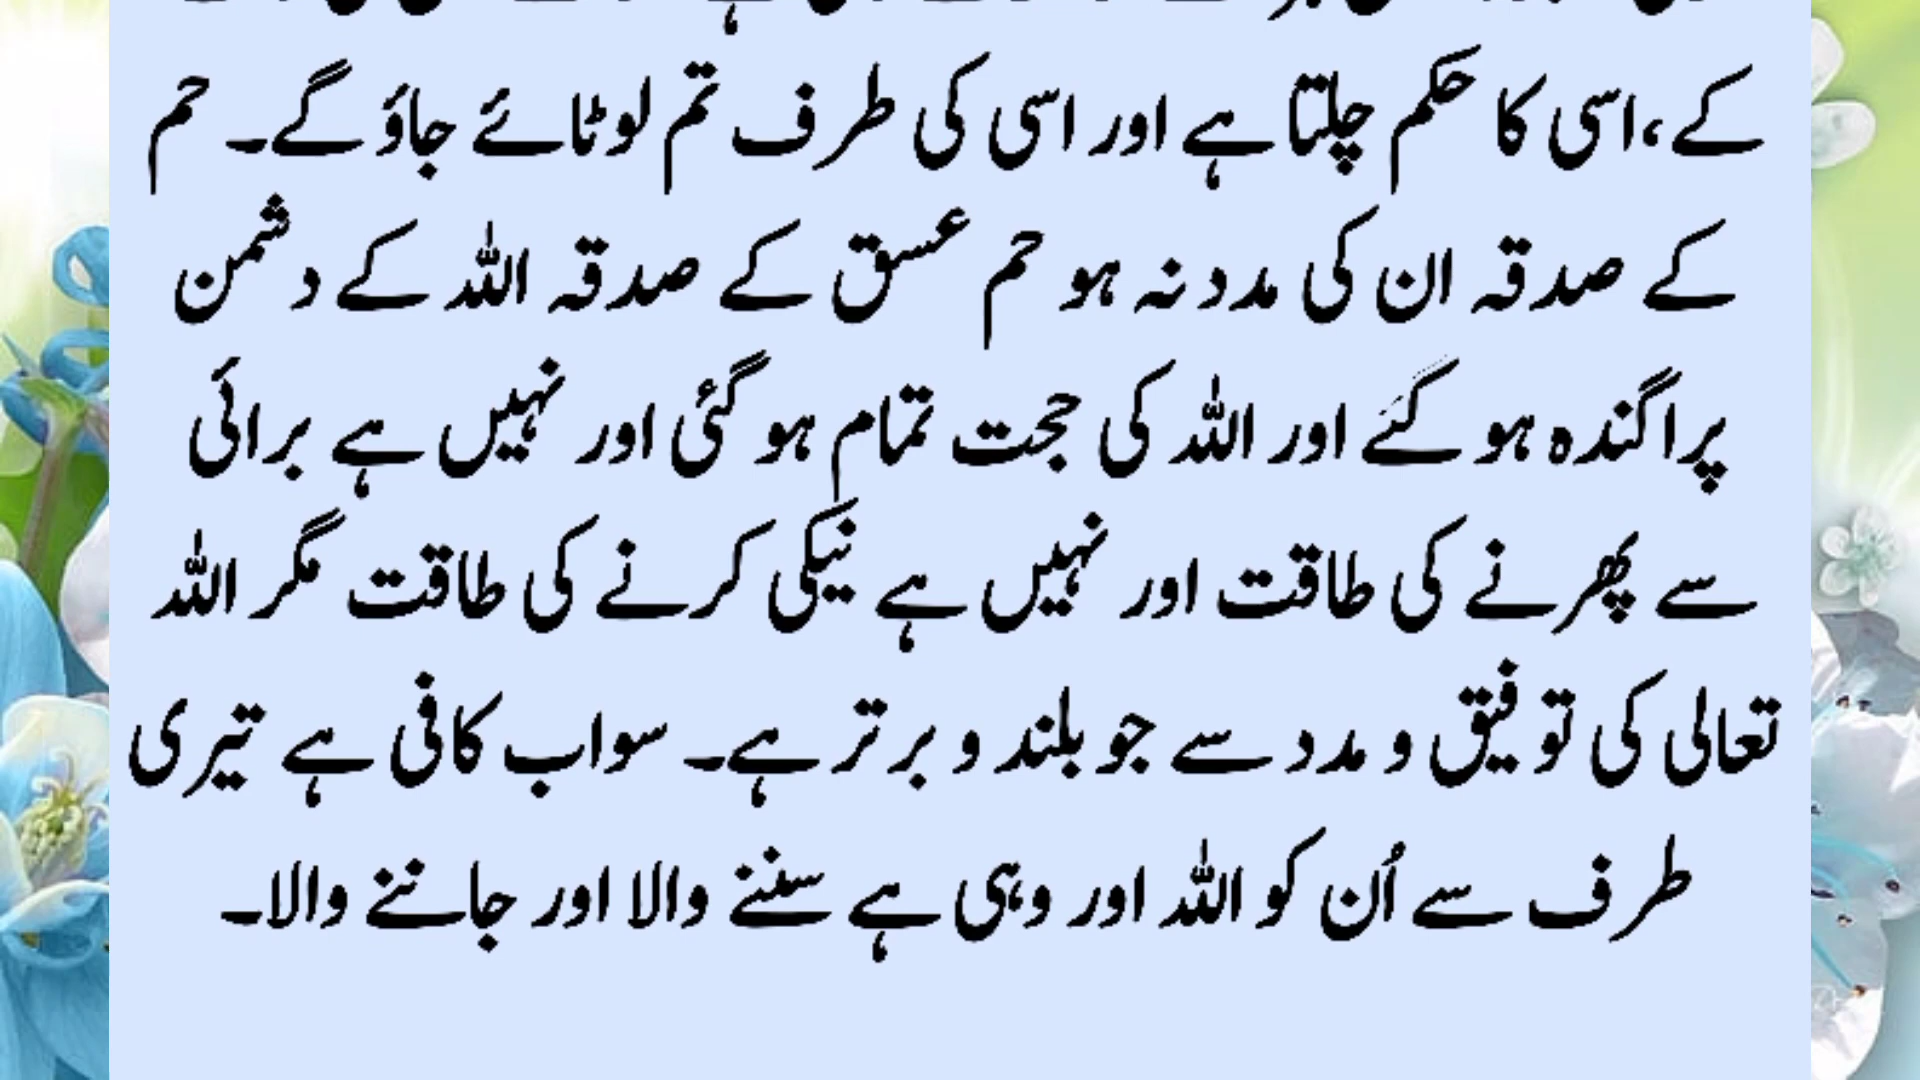 کے،اسی کا حکم چلتا ہے اور اسی کی طرف تم لوٹائے جاؤ گے۔ حم
کے صدقہ ان کی مدد نہ ہو حم عسق کے صدقہ اللہ کے دشمن
پراگندہ ہو گئے اور اللہ کی حجت تمام ہو گئی اور نہیں ہے برائی
سے پھرنے کی طاقت اور نہیں ہے نیکی کرنے کی طاقت مگر اللہ
تعالی کی توفیق و مدد سے جو بلند و برتر ہے۔ سواب کافی ہے تیری
طرف سے اُن کو اللہ اور وہی ہے سننے والا اور جاننے والا۔